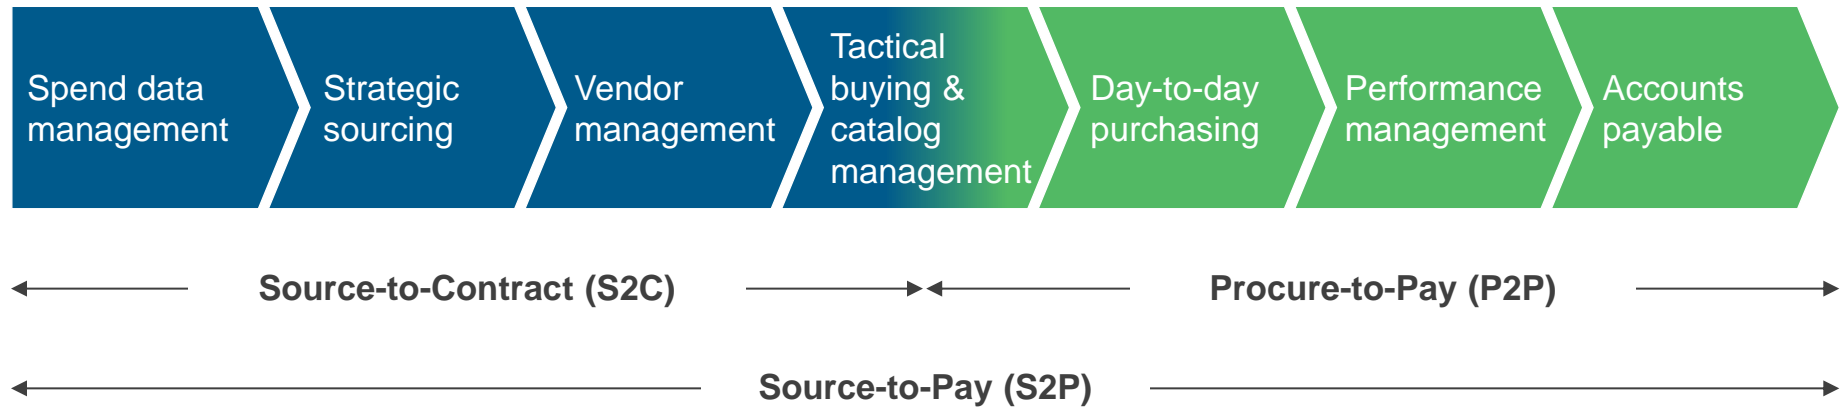 Spend data
management
Strategic
sourcing
Vendor
management
Tactical
buying &
catalog
management
Day-to-day
purchasing
Performance
management
Accounts
payable
Source-to-Contract (S2C)
Procure-to-Pay (P2P)
Source-to-Pay (S2P)